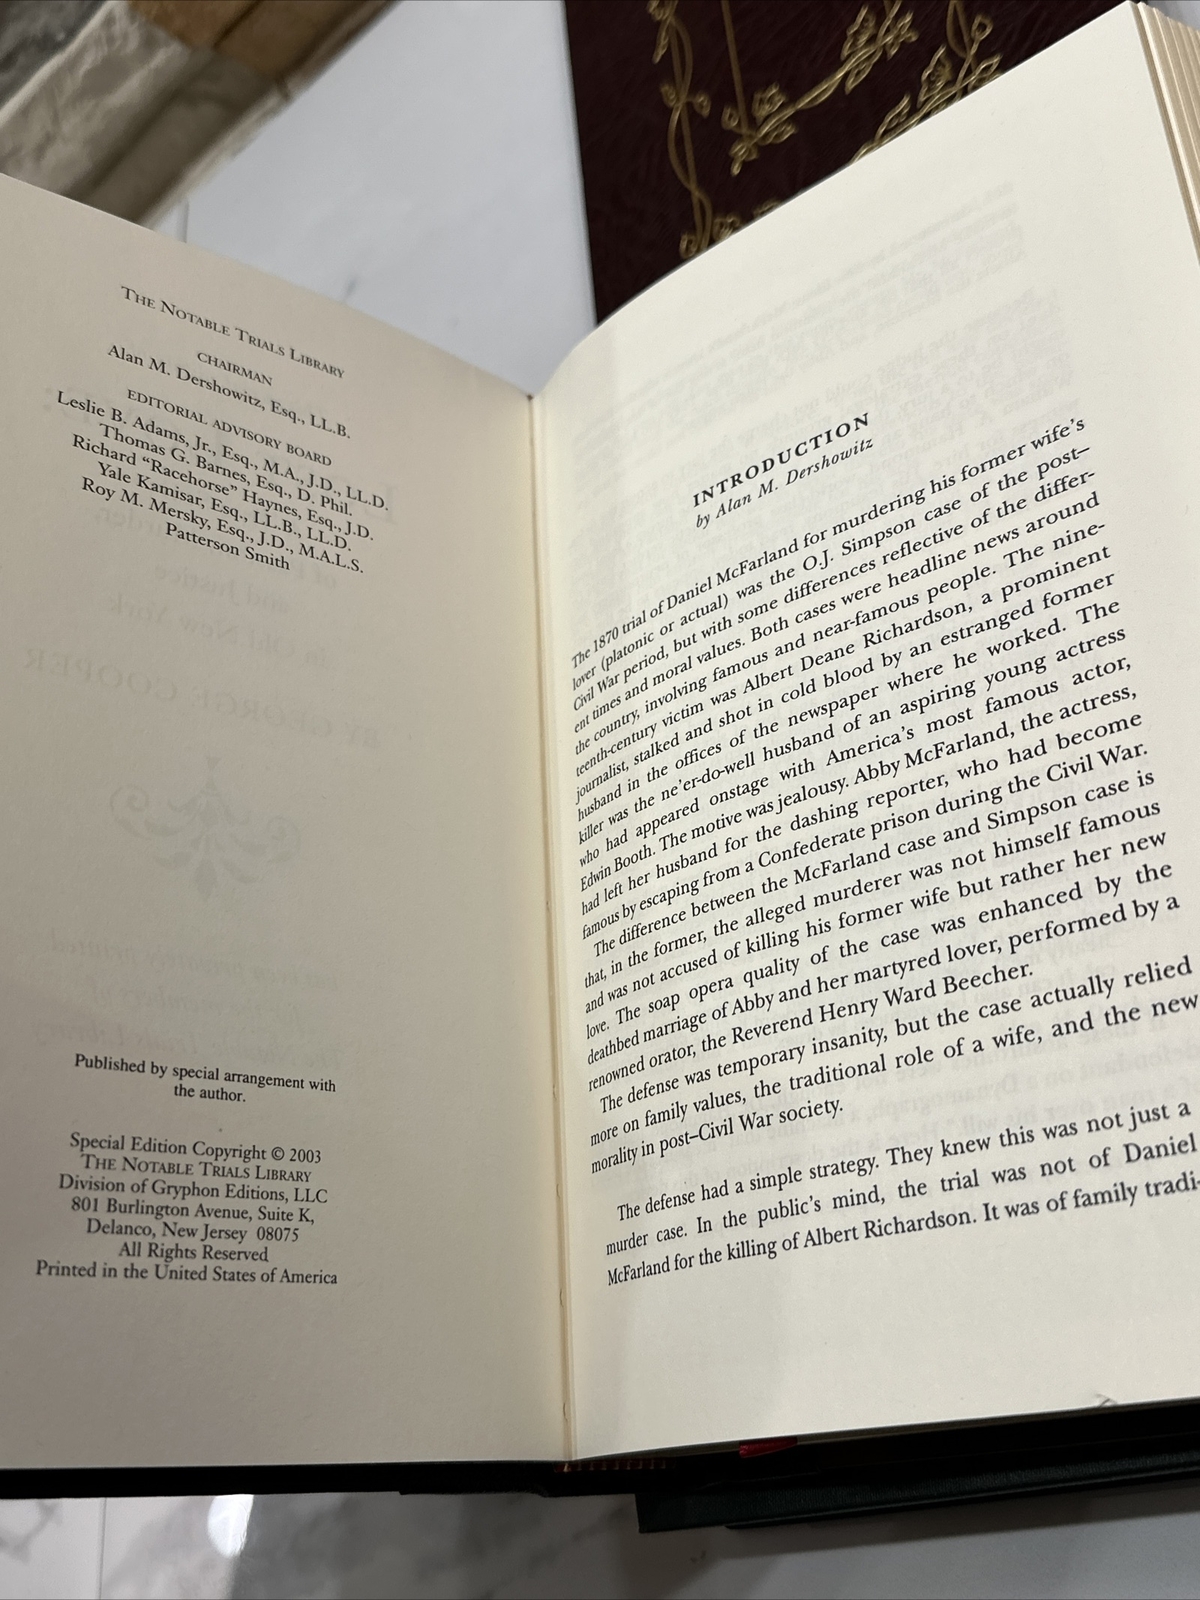 THE NOTABLE TRIALS LIBRARY
CHAIRMAN
Alan M. Dershowitz, Esq., LL.B.
EDITORIAL ADVISORY BOARD
Leslie B. Adams, Jr., Esq., M.A., J.D., LL.D.
Thomas G. Barnes, Esq., D. Phil.
Richard “Racehorse” Haynes, Esq., J.D.
Yale Kamisar, Esq., LL.B., LL.D.
Roy M. Mersky, Esq., J.D., M.A.L.S.
Patterson Smith
Published by special arrangement with
the author.
Special Edition Copyright © 2003
THE NOTABLE TRIALS LIBRARY
Division of Gryphon Editions, LLC
801 Burlington Avenue, Suite K,
Delanco, New Jersey 08075
All Rights Reserved
Printed in the United States of America
INTRODUCTION
by Alan M. Dershowitz
The 1870 trial of Daniel McFarland for murdering his former wife’s
lover (platonic or actual) was the O.J. Simpson case of the post–
Civil War period, but with some differences reflective of the differ-
ent times and moral values. Both cases were headline news around
the country, involving famous and near-famous people. The nine-
teenth-century victim was Albert Deane Richardson, a prominent
journalist, stalked and shot in cold blood by an estranged former
husband in the offices of the newspaper where he worked. The
killer was the ne’er-do-well husband of an aspiring young actress
who had appeared onstage with America’s most famous actor,
Edwin Booth. The motive was jealousy. Abby McFarland, the actress,
had left her husband for the dashing reporter, who had become
famous by escaping from a Confederate prison during the Civil War.
The difference between the McFarland case and Simpson case is
that, in the former, the alleged murderer was not himself famous
and was not accused of killing his former wife but rather her new
love. The soap opera quality of the case was enhanced by the
deathbed marriage of Abby and her martyred lover, performed by a
renowned orator, the Reverend Henry Ward Beecher.
The defense was temporary insanity, but the case actually relied
more on family values, the traditional role of a wife, and the new
morality in post–Civil War society.
The defense had a simple strategy. They knew this was not just a
murder case. In the public’s mind, the trial was not of Daniel
McFarland for the killing of Albert Richardson. It was of family tradi-